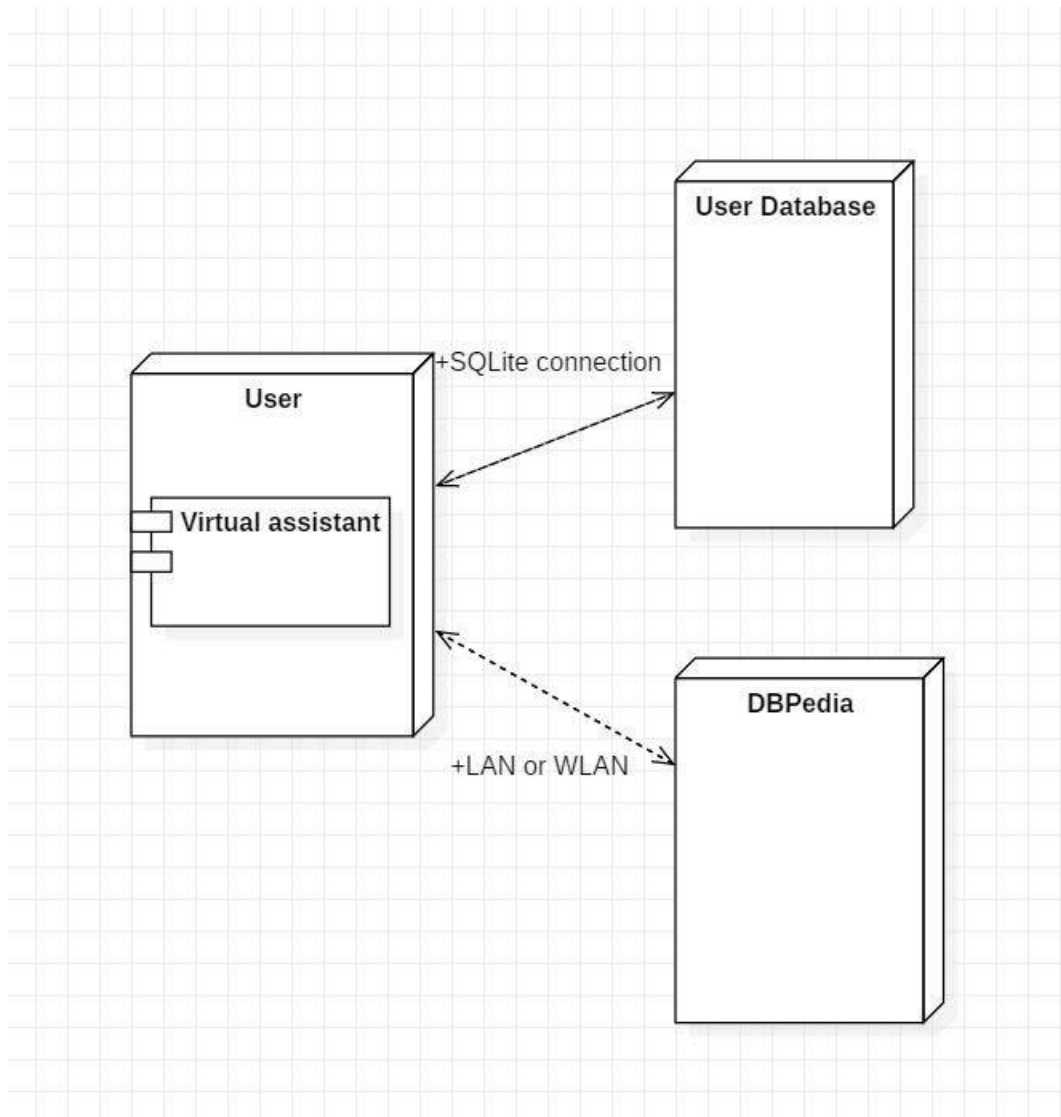 User Database
+SQLite connection
User
Virtual assistant
DBPedia
+LAN or WLAN